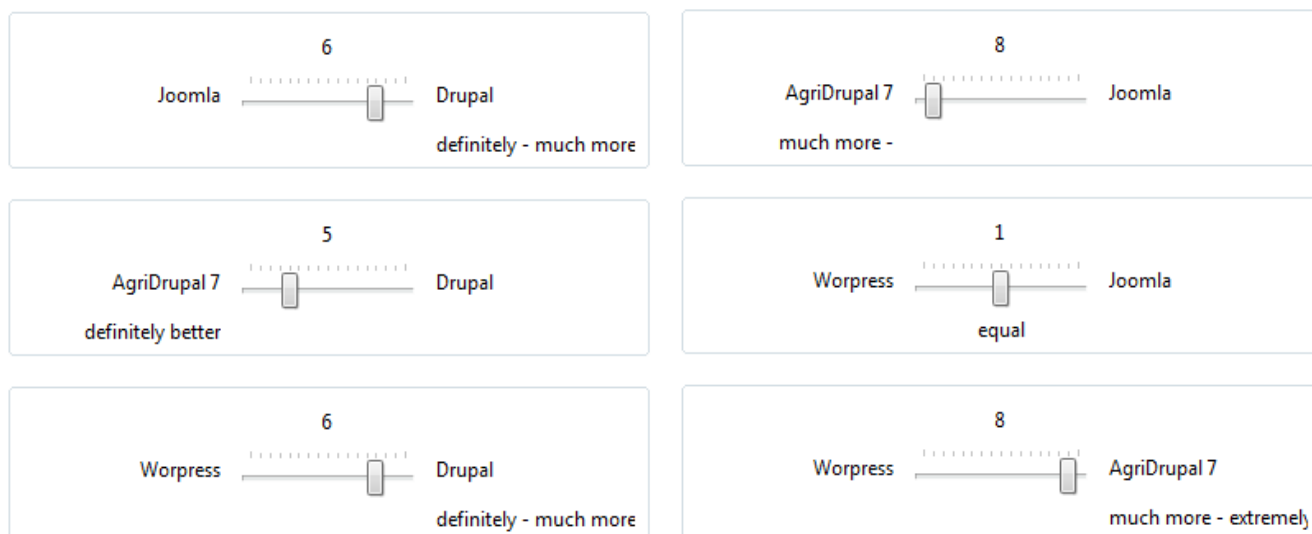 6
Joomla Drupal
definitely - much more
8
AgriDrupal 7 Joomla
much more -
5
AgriDrupal 7 Drupal
definitely better
1
Worpress Joomla
equal
6
Worpress Drupal
definitely - much more
8
Worpress AgriDrupal 7
much more - extremely